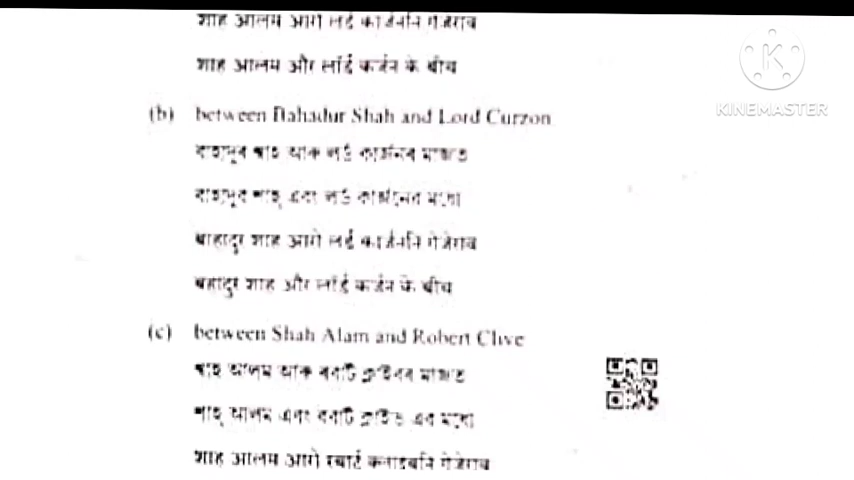 शाह आलम आरो लर्ड कार्जननि गेजेराव
शाह आलम और लॉर्ड कर्जन के बीच
KINEMASTER
(b) between Bahadur Shah and Lord Curzon
বাহাদুৰ শ্বাহ আৰু লৰ্ড কাৰ্জনৰ মাজত
বাহাদুর শাহ্ এবং লর্ড কার্জনের মধ্যে
बाहादुर शाह आरो लर्ड कार्जननि गेजेराव
बहादुर शाह और लॉर्ड कर्जन के बीच
(c) between Shah Alam and Robert Clive
শ্বাহ আলম আৰু ৰবাৰ্ট ক্লাইবৰ মাজত
শাহ্ আলম এবং রবার্ট ক্লাইভ এর মধ্যে
शाह आलम आरो रबार्ट क्लाइबनि गेजेराव